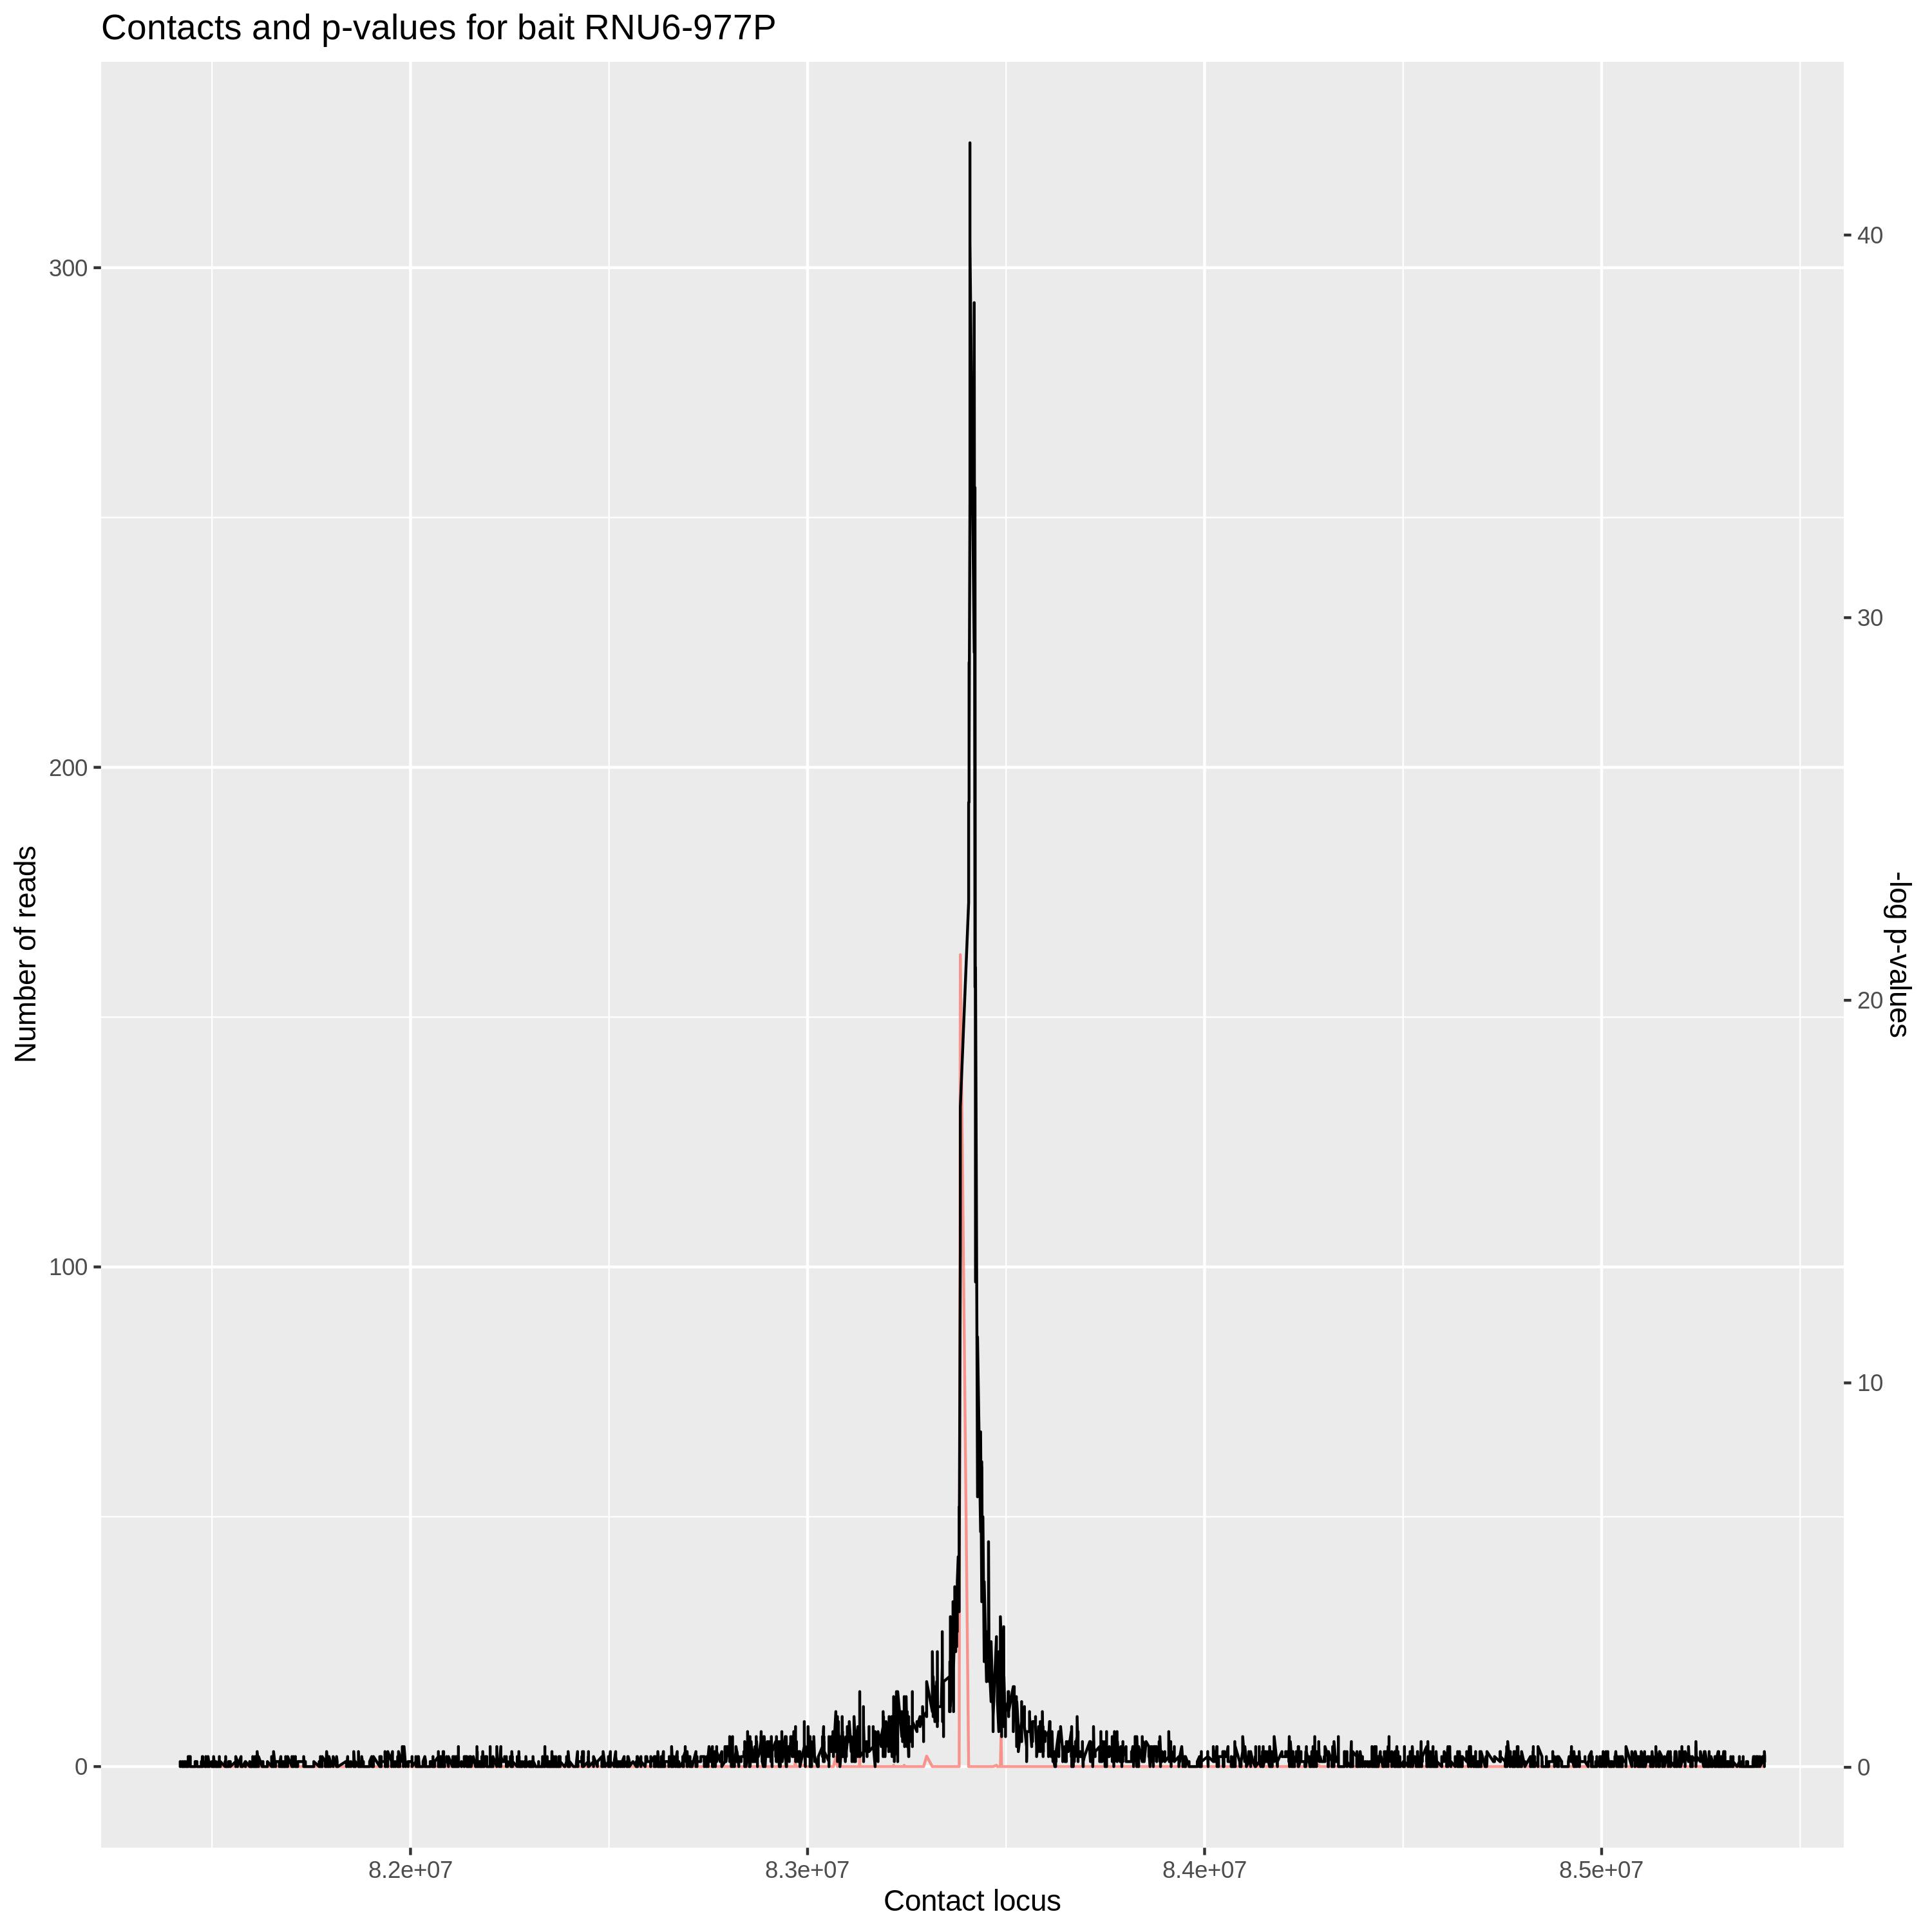 Contacts and p-values for bait RNU6-977P
300
200
100
0
Number of reads
40
30
20
10
0
-log p-values
8.2e+07
8.3e+07
8.4e+07
8.5e+07
Contact locus